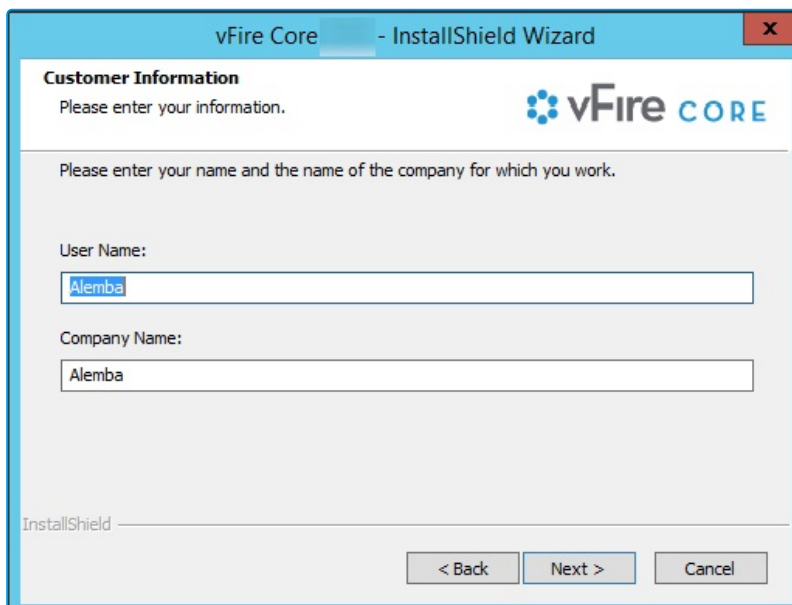 vFire Core - InstallShield Wizard
x
Customer Information
Please enter your information.
vFire CORE
Please enter your name and the name of the company for which you work.
User Name:
Alemba
Company Name:
Alemba
InstallShield
< Back Next > Cancel